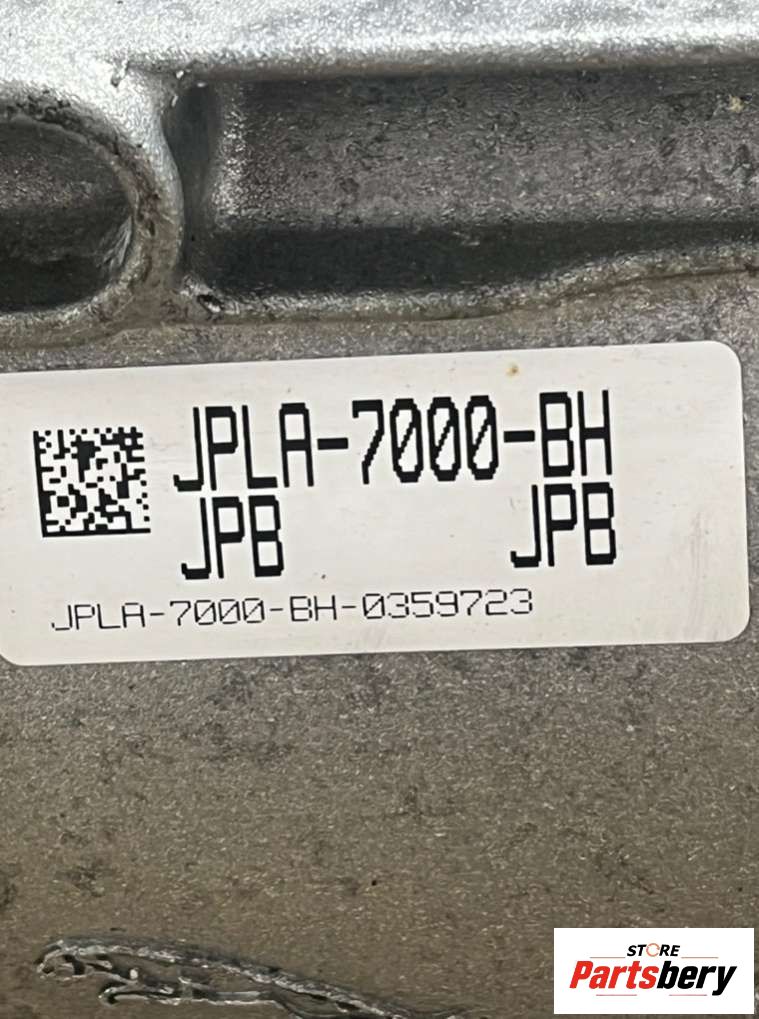 JPLA-7000-BH
JPB JPB
JPLA-7000-BH-0359723
STORE
Partsbery